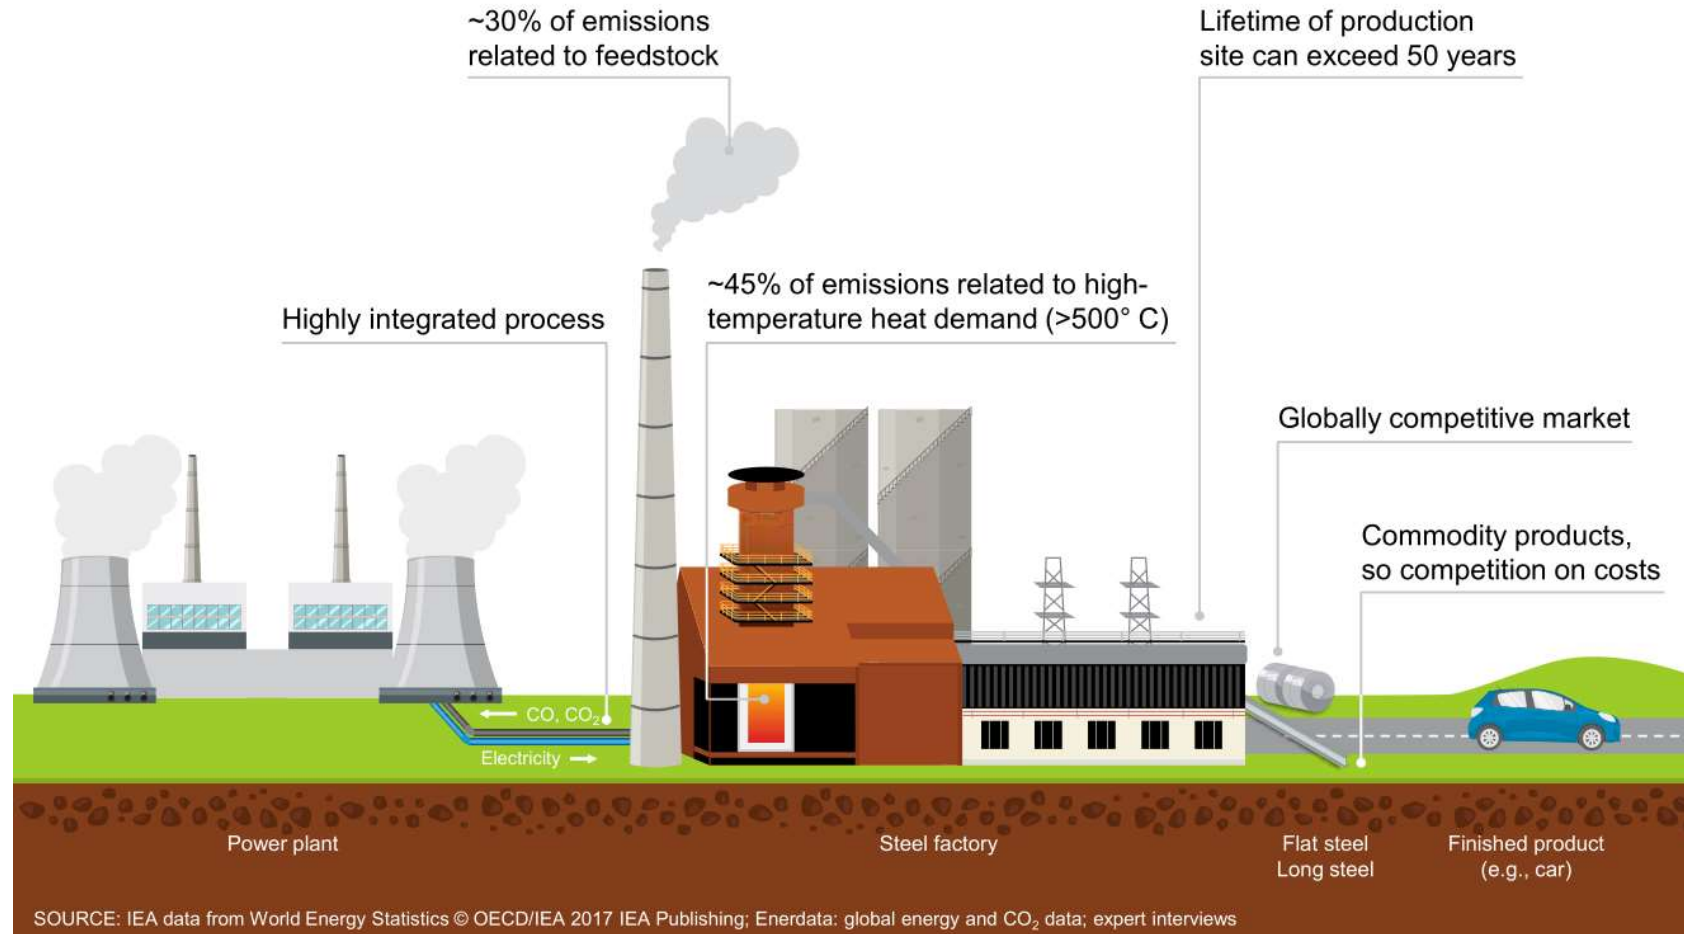 ~30% of emissions
related to feedstock
Lifetime of production
site can exceed 50 years
Highly integrated process
~45% of emissions related to high-
temperature heat demand (>500° C)
Globally competitive market
Commodity products,
so competition on costs
CO, CO₂
Electricity
Power plant
Steel factory
Flat steel
Long steel
Finished product
(e.g., car)
SOURCE: IEA data from World Energy Statistics © OECD/IEA 2017 IEA Publishing; Enerdata: global energy and CO₂ data; expert interviews